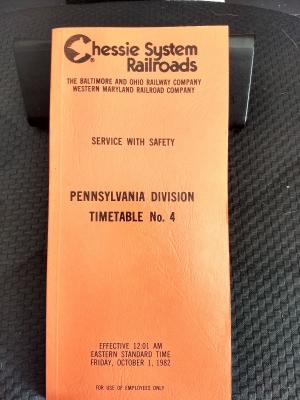 Chessie System
Railroads
THE BALTIMORE AND OHIO RAILWAY COMPANY
WESTERN MARYLAND RAILROAD COMPANY
SERVICE WITH SAFETY
PENNSYLVANIA DIVISION
TIMETABLE No. 4
EFFECTIVE 12:01 AM
EASTERN STANDARD TIME
FRIDAY, OCTOBER 1, 1982
FOR USE OF EMPLOYEES ONLY